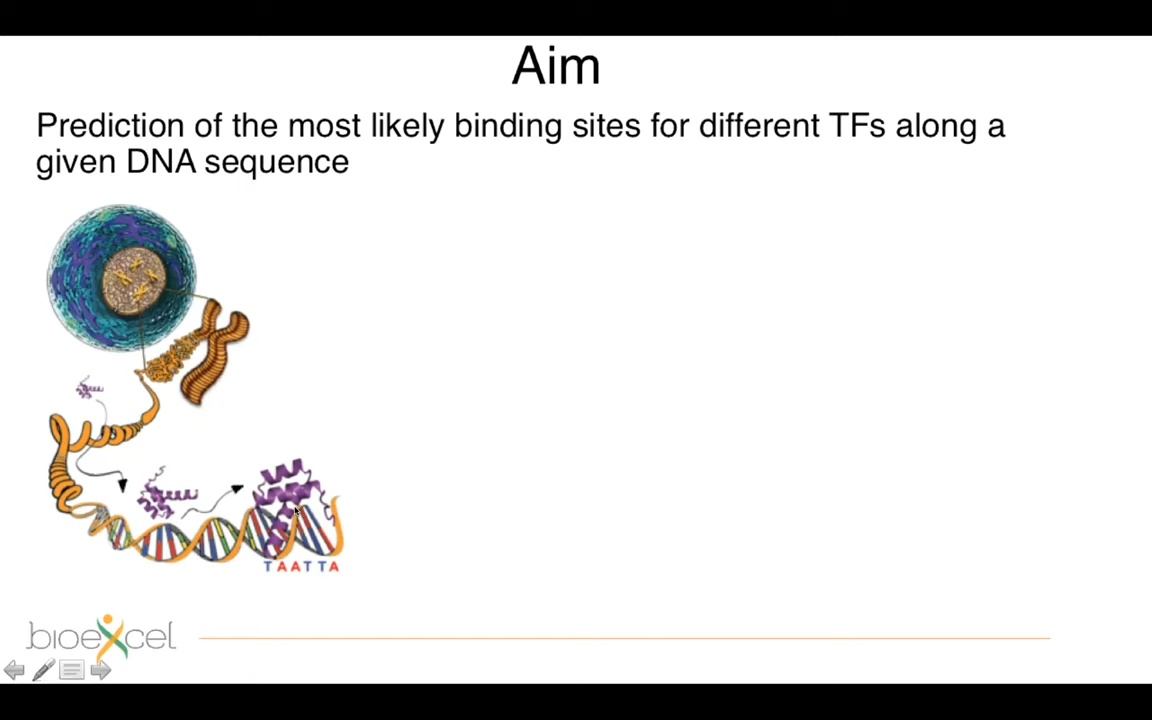 Aim
Prediction of the most likely binding sites for different TFs along a
given DNA sequence
TAATTA
bioexcel